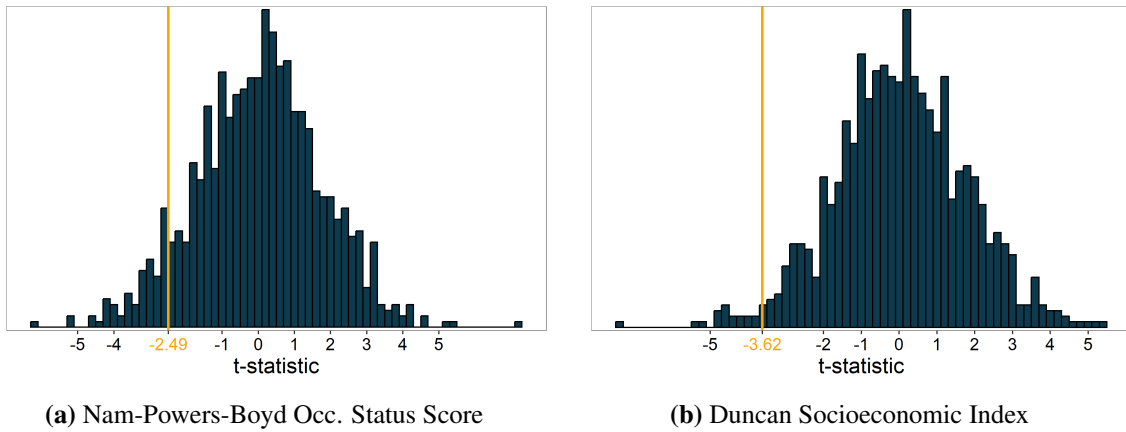 -5 -4 -2.49 -1 0 1 2 3 4 5
t-statistic
(a) Nam-Powers-Boyd Occ. Status Score
-5 -3.62 -2 -1 0 1 2 3 4 5
t-statistic
(b) Duncan Socioeconomic Index